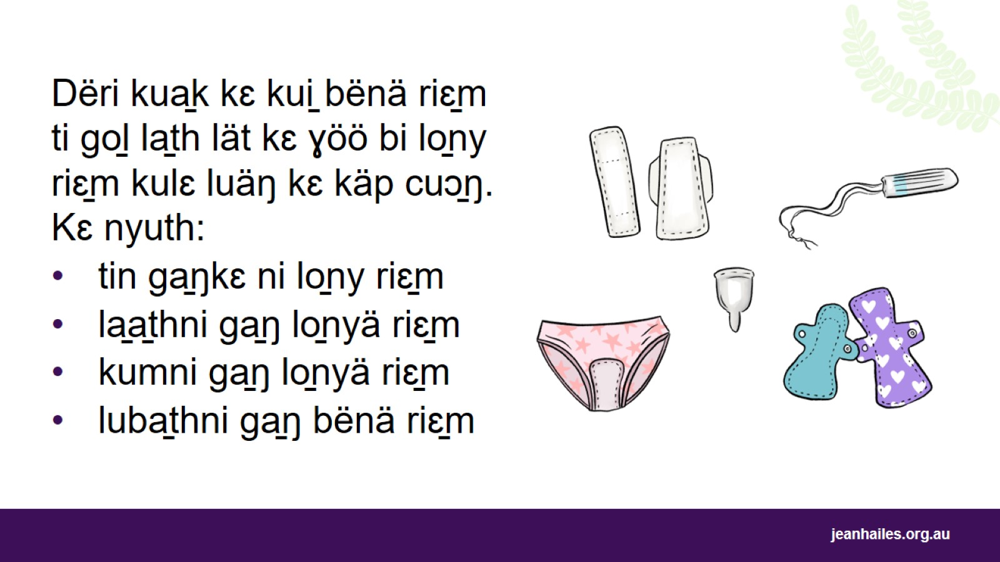 Dëri kua̱k kɛ kui̱ bënä riɛ̱m
ti go̱l la̱th lät kɛ ɣöö bi lo̱ny
riɛ̱m kulɛ luäŋ kɛ käp cuɔ̱ŋ.
Kɛ nyuth:
• tin ga̱ŋkɛ ni lo̱ny riɛ̱m
• la̱a̱thni ga̱ŋ lo̱nyä riɛ̱m
• kumni ga̱ŋ lo̱nyä riɛ̱m
• luba̱thni ga̱ŋ bënä riɛ̱m
jeanhailes.org.au